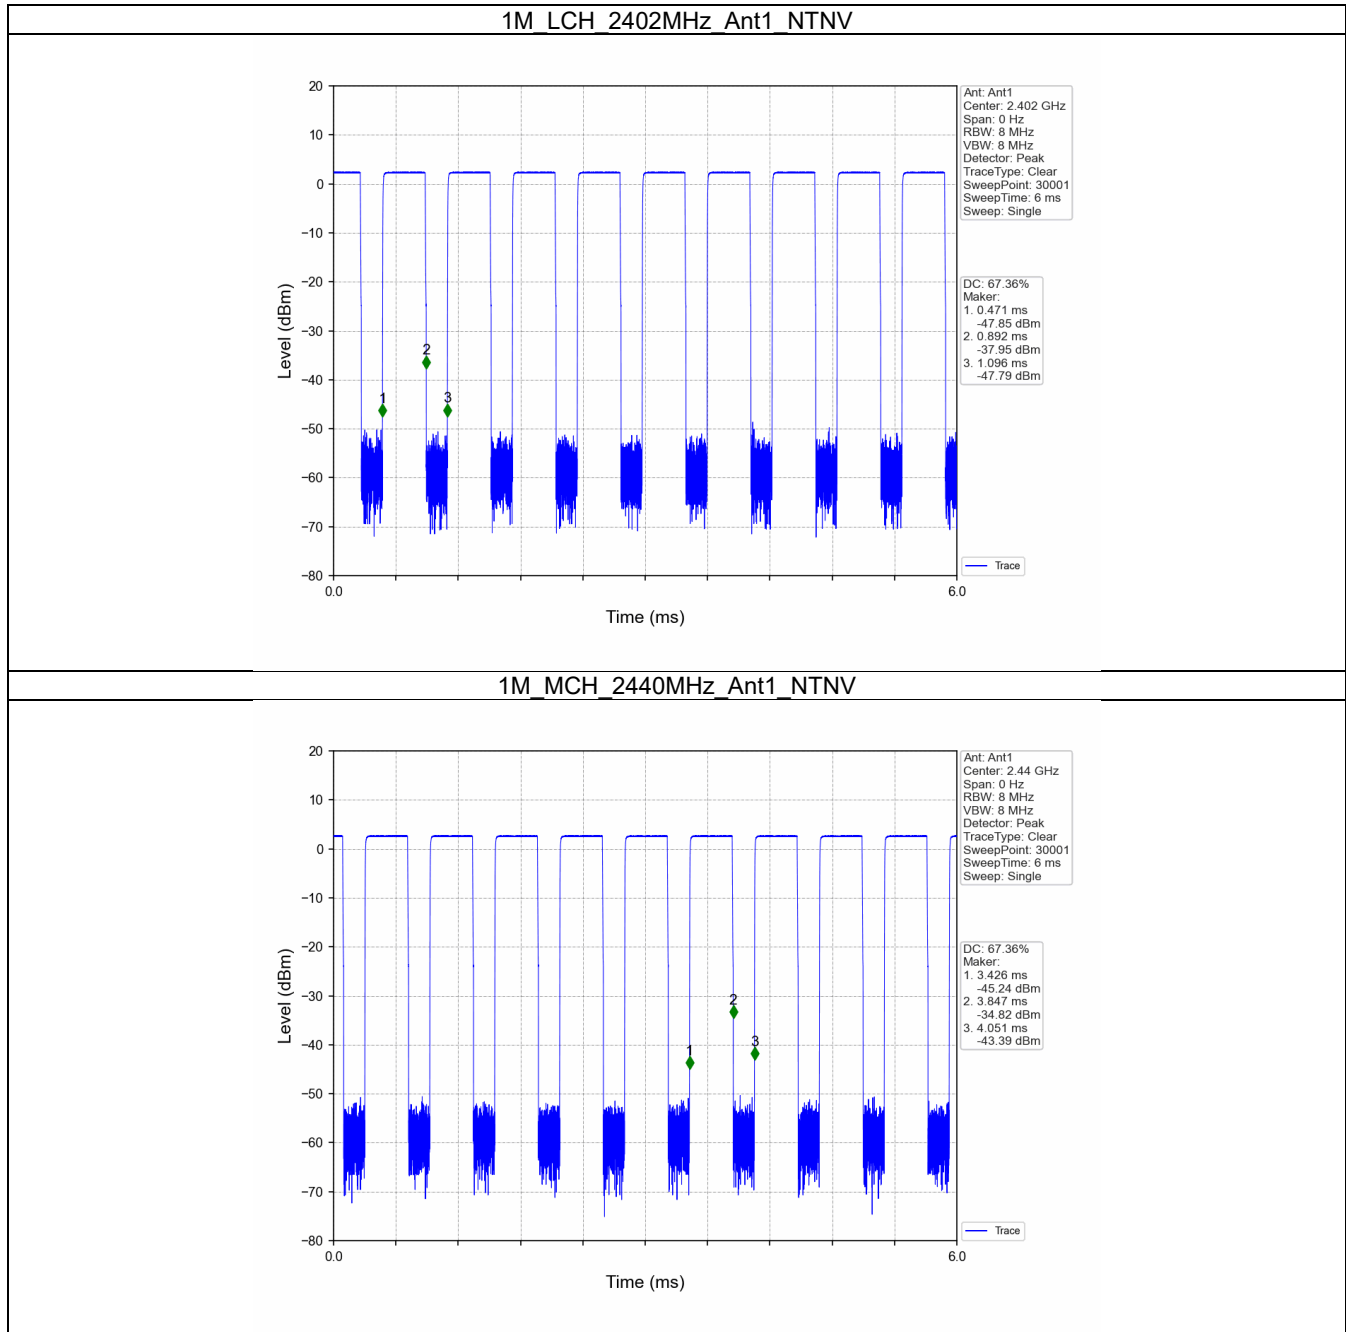 1M_LCH_2402MHz_Ant1_NTNV
20
10
0
−10
−20
−30
−40
−50
−60
−70
−80
Level (dBm)
0.0
6.0
Time (ms)
1
2
3
Ant: Ant1
Center: 2.402 GHz
Span: 0 Hz
RBW: 8 MHz
VBW: 8 MHz
Detector: Peak
TraceType: Clear
SweepPoint: 30001
SweepTime: 6 ms
Sweep: Single
DC: 67.36%
Maker:
1. 0.471 ms
-47.85 dBm
2. 0.892 ms
-37.95 dBm
3. 1.096 ms
-47.79 dBm
Trace
1M_MCH_2440MHz_Ant1_NTNV
20
10
0
−10
−20
−30
−40
−50
−60
−70
−80
Level (dBm)
0.0
6.0
Time (ms)
1
2
3
Ant: Ant1
Center: 2.44 GHz
Span: 0 Hz
RBW: 8 MHz
VBW: 8 MHz
Detector: Peak
TraceType: Clear
SweepPoint: 30001
SweepTime: 6 ms
Sweep: Single
DC: 67.36%
Maker:
1. 3.426 ms
-45.24 dBm
2. 3.847 ms
-34.82 dBm
3. 4.051 ms
-43.39 dBm
Trace